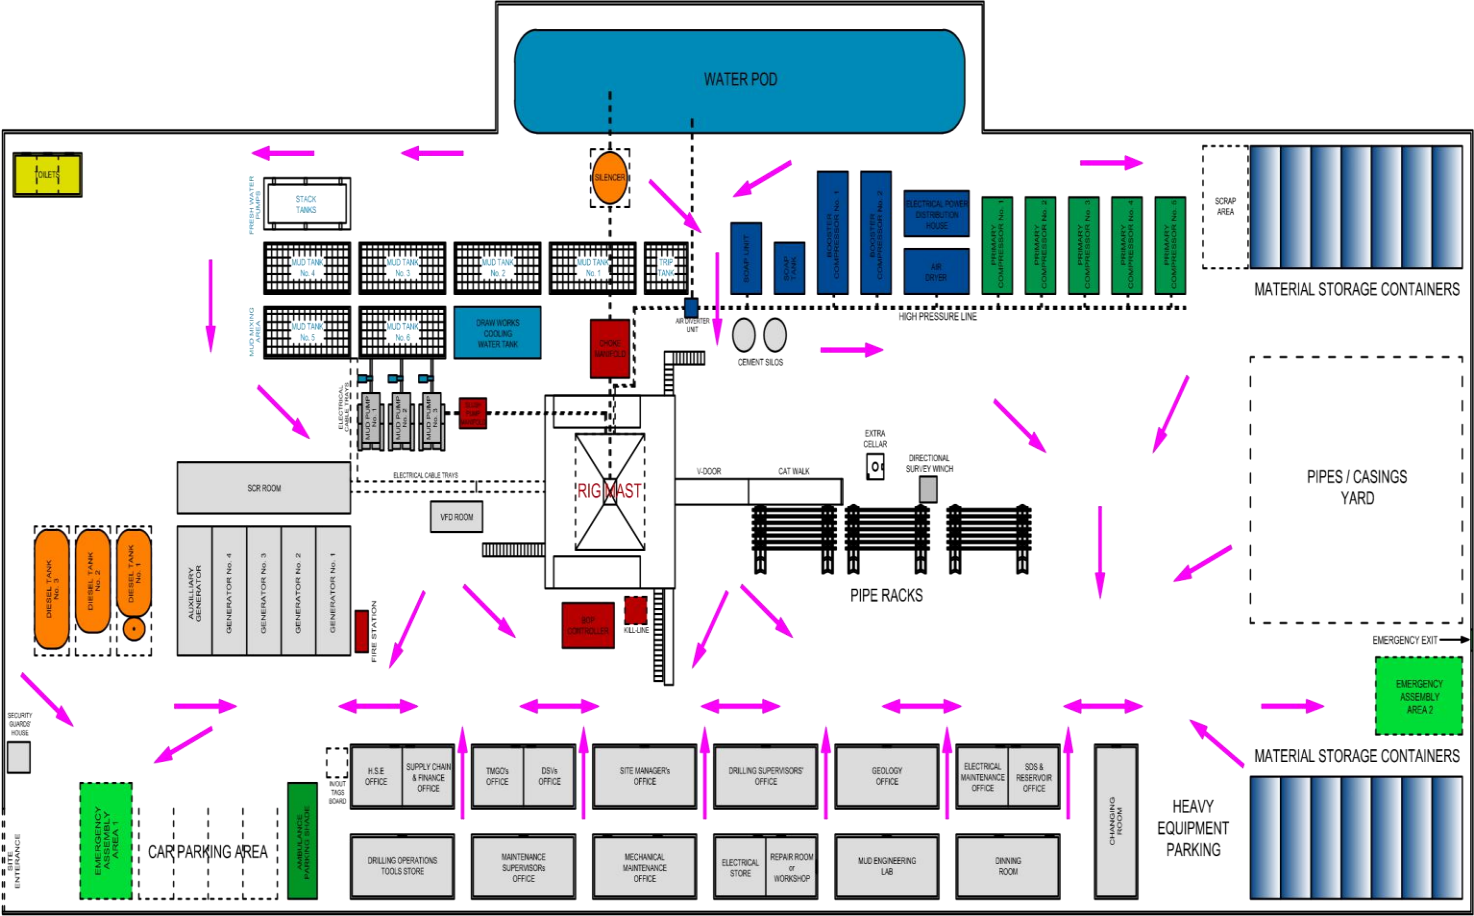 WATER POD
TOILETS
SILENCER
FRESH WATER
PUMPS
STACK
TANKS
SOAP UNIT
SOAP
TANK
BOOSTER
COMPRESSOR No. 1
BOOSTER
COMPRESSOR No. 2
ELECTRICAL POWER
DISTRIBUTION
HOUSE
AIR
DRYER
PRIMARY
COMPRESSOR No. 1
PRIMARY
COMPRESSOR No. 2
PRIMARY
COMPRESSOR No. 3
PRIMARY
COMPRESSOR No. 4
PRIMARY
COMPRESSOR No. 5
SCRAP
AREA
MATERIAL STORAGE CONTAINERS
MUD TANK
No. 4
MUD TANK
No. 3
MUD TANK
No. 2
MUD TANK
No. 1
TRIP
TANK
MUD MIXING
AREA
MUD TANK
No. 5
MUD TANK
No. 6
DRAW WORKS
COOLING
WATER TANK
CHOKE
MANIFOLD
AIR DIVERTER
UNIT
HIGH PRESSURE LINE
CEMENT SILOS
ELECTRICAL
CABLE TRAYS
MUD PUMP
No. 1
MUD PUMP
No. 2
MUD PUMP
No. 3
EXTRA
CELLAR
DIRECTIONAL
SURVEY WINCH
V-DOOR
CAT WALK
RIG MAST
PIPES / CASINGS
YARD
SCR ROOM
ELECTRICAL CABLE TRAYS
VFD ROOM
DIESEL TANK
No. 3
DIESEL TANK
No. 2
DIESEL TANK
No. 1
AUXILLIARY
GENERATOR
GENERATOR No. 4
GENERATOR No. 3
GENERATOR No. 2
GENERATOR No. 1
FIRE STATION
BOP
CONTROLLER
KILL-LINE
PIPE RACKS
EMERGENCY EXIT
EMERGENCY
ASSEMBLY
AREA 2
SECURITY
GUARDS'
HOUSE
SITE
ENTERANCE
EMERGENCY
ASSEMBLY
AREA 1
CAR PARKING AREA
AMBULANCE
PARKING SHADE
IN/OUT
TAGS
BOARD
H.S.E
OFFICE
SUPPLY CHAIN
& FINANCE
OFFICE
TMGO's
OFFICE
DSVs
OFFICE
SITE MANAGER's
OFFICE
DRILLING SUPERVISORS'
OFFICE
GEOLOGY
OFFICE
ELECTRICAL
MAINTENANCE
OFFICE
SDS &
RESERVOIR
OFFICE
CHANGING
ROOM
HEAVY
EQUIPMENT
PARKING
MATERIAL STORAGE CONTAINERS
DRILLING OPERATIONS
TOOLS STORE
MAINTENANCE
SUPERVISORs
OFFICE
MECHANICAL
MAINTENANCE
OFFICE
ELECTRICAL
STORE
REPAIR ROOM
or
WORKSHOP
MUD ENGINEERING
LAB
DINNING
ROOM